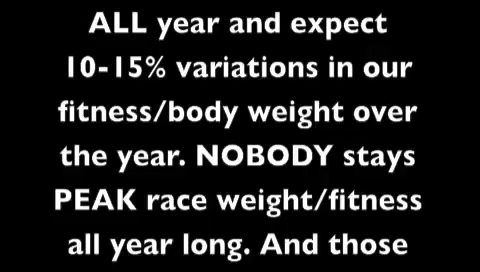 ALL year and expect
10-15% variations in our
fitness/body weight over
the year. NOBODY stays
PEAK race weight/fitness
all year long. And those